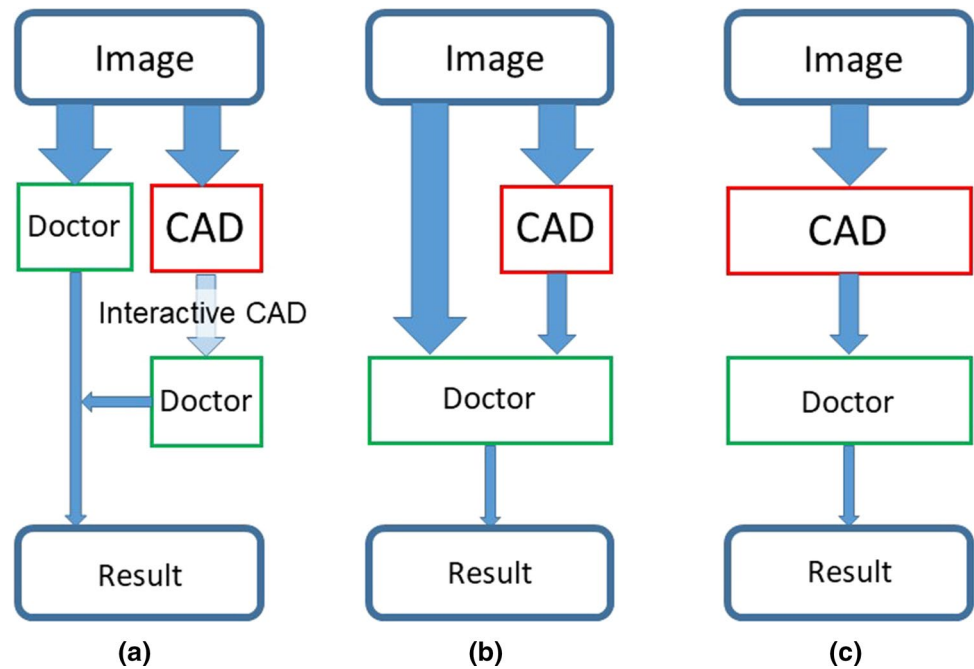 Image
Doctor
CAD
Interactive CAD
Doctor
Result
(a)
Image
CAD
Doctor
Result
(b)
Image
CAD
Doctor
Result
(c)